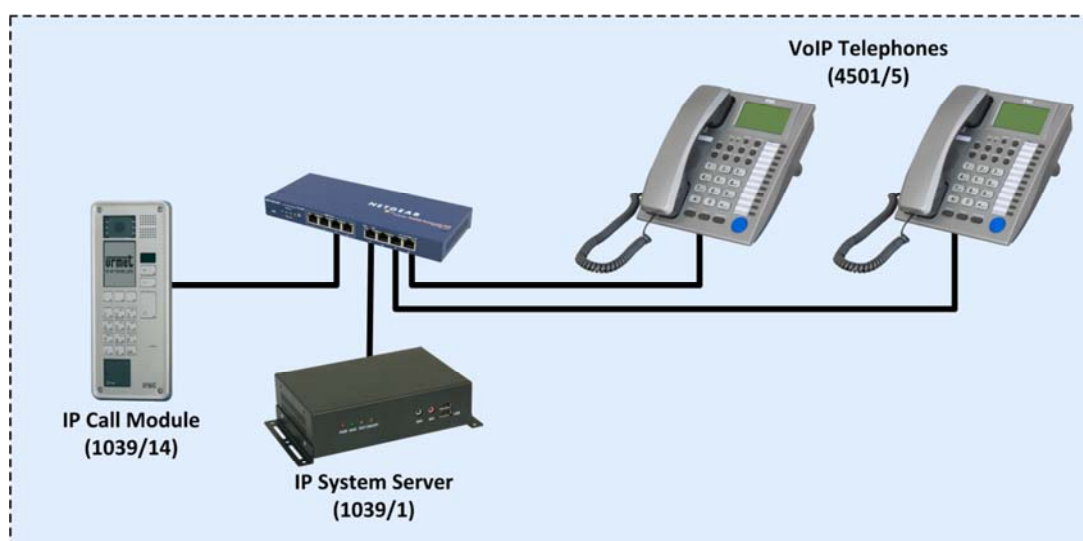 VoIP Telephones
(4501/5)
NETGEAR
urmet
IP Call Module
(1039/14)
IP System Server
(1039/1)